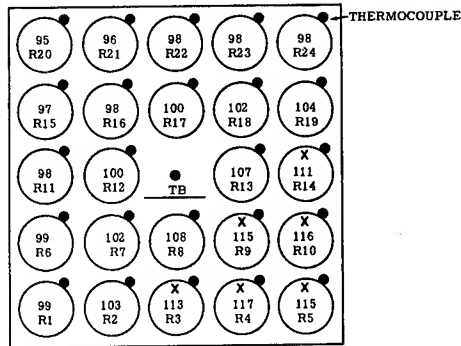 THERMOCOUPLE
95 96 98 98 98
R20 R21 R22 R23 R24
97 98 100 102 104
R15 R16 R17 R18 R19
X
98 100 107 111
R11 R12 TB R13 R14
X X
99 102 108 115 116
R6 R7 R8 R9 R10
X X X
99 103 113 117 115
R1 R2 R3 R4 R5